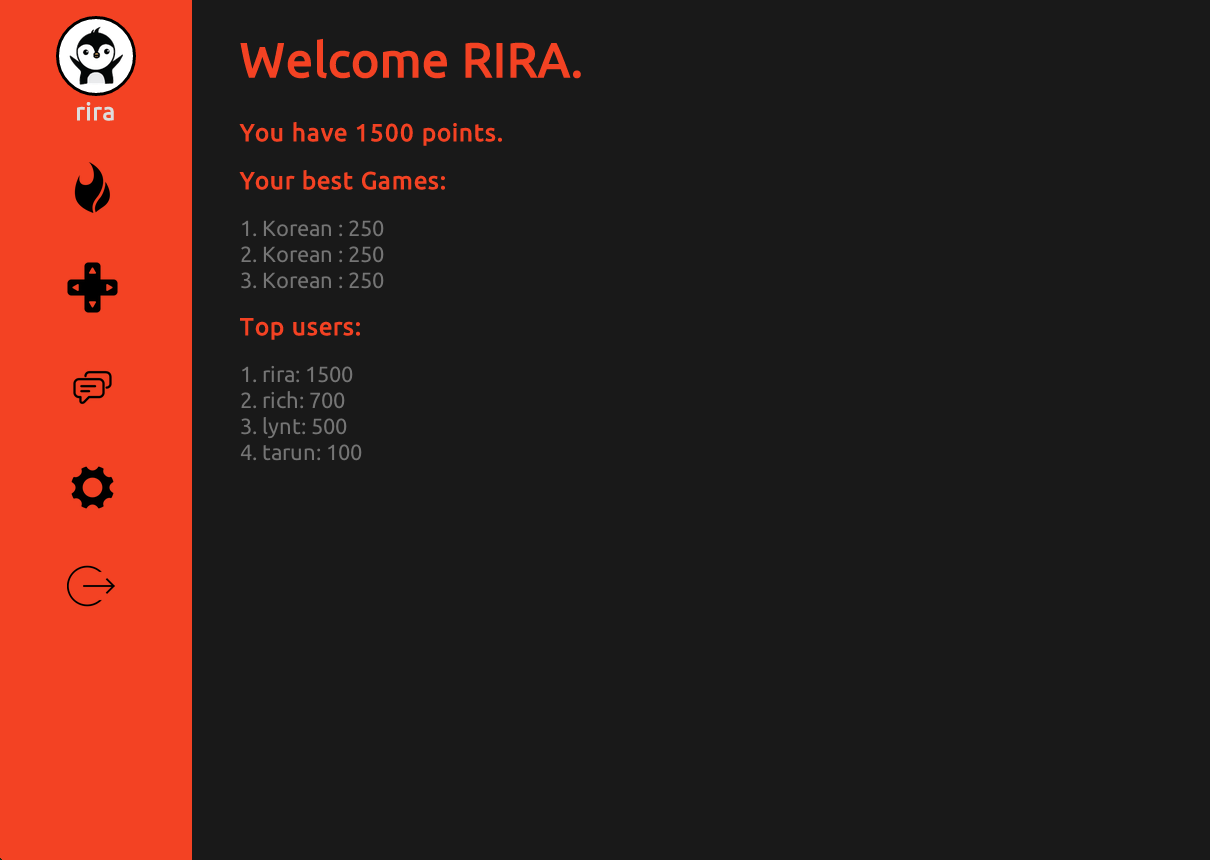 rira
Welcome RIRA.
You have 1500 points.
Your best Games:
1. Korean : 250
2. Korean : 250
3. Korean : 250
Top users:
1. rira: 1500
2. rich: 700
3. lynt: 500
4. tarun: 100